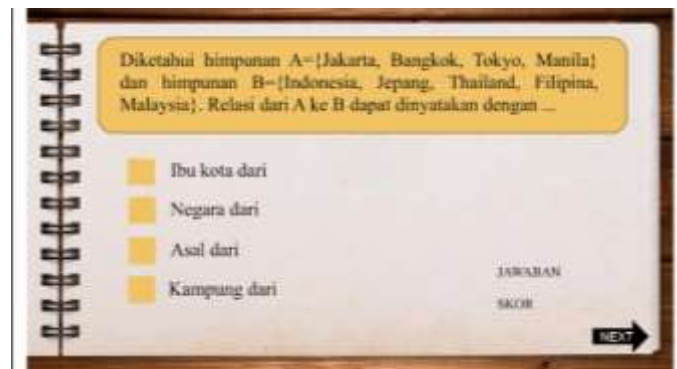 Diketahui himpunan A={Jakarta, Bangkok, Tokyo, Manila}
dan himpunan B={Indonesia, Jepang, Thailand, Filipina,
Malaysia}. Relasi dari A ke B dapat dinyatakan dengan ...
Ibu kota dari
Negara dari
Asal dari
Kampung dari
JAWABAN
SKOR
NEXT